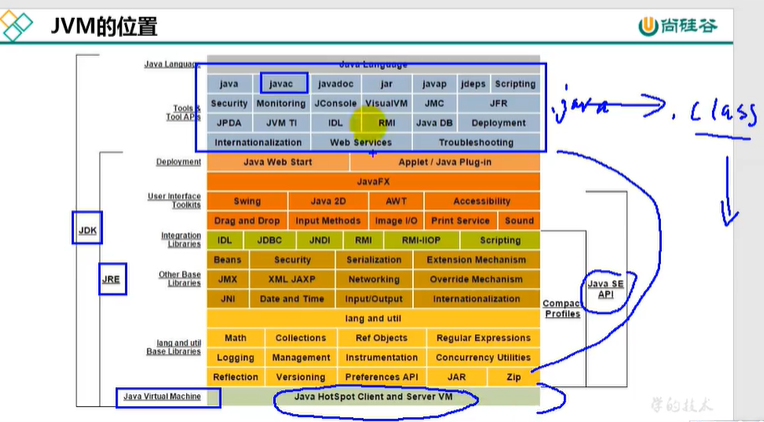 JVM的位置
尚硅谷
Java Language
Java Language
java javac javadoc jar javap jdeps Scripting
Tools & Tool APIs
Security Monitoring JConsole VisualVM JMC JFR
JPDA JVM TI IDL RMI Java DB Deployment
Internationalization Web Services Troubleshooting
.java .class
Deployment
Java Web Start Applet / Java Plug-in
JavaFX
User Interface Toolkits
Swing Java 2D AWT Accessibility
Drag and Drop Input Methods Image I/O Print Service Sound
Integration Libraries
IDL JDBC JNDI RMI RMI-IIOP Scripting
JDK
JRE
Other Base Libraries
Beans Security Serialization Extension Mechanism
JMX XML JAXP Networking Override Mechanism
JNI Date and Time Input/Output Internationalization
Java SE API
Compact Profiles
lang and util
lang and util Base Libraries
Math Collections Ref Objects Regular Expressions
Logging Management Instrumentation Concurrency Utilities
Reflection Versioning Preferences API JAR Zip
Java Virtual Machine
Java HotSpot Client and Server VM